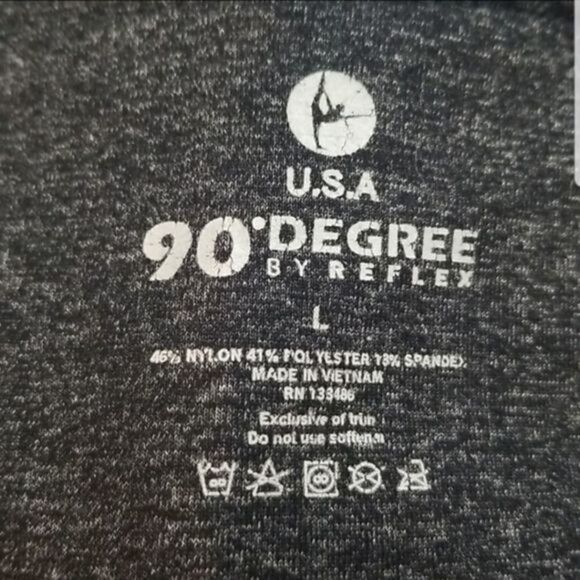 U.S.A
90°DEGREE
BY REFLEX
L
46% NYLON 41% POLYESTER 13% SPANDEX
MADE IN VIETNAM
RN 133486
Exclusive of trim
Do not use softener